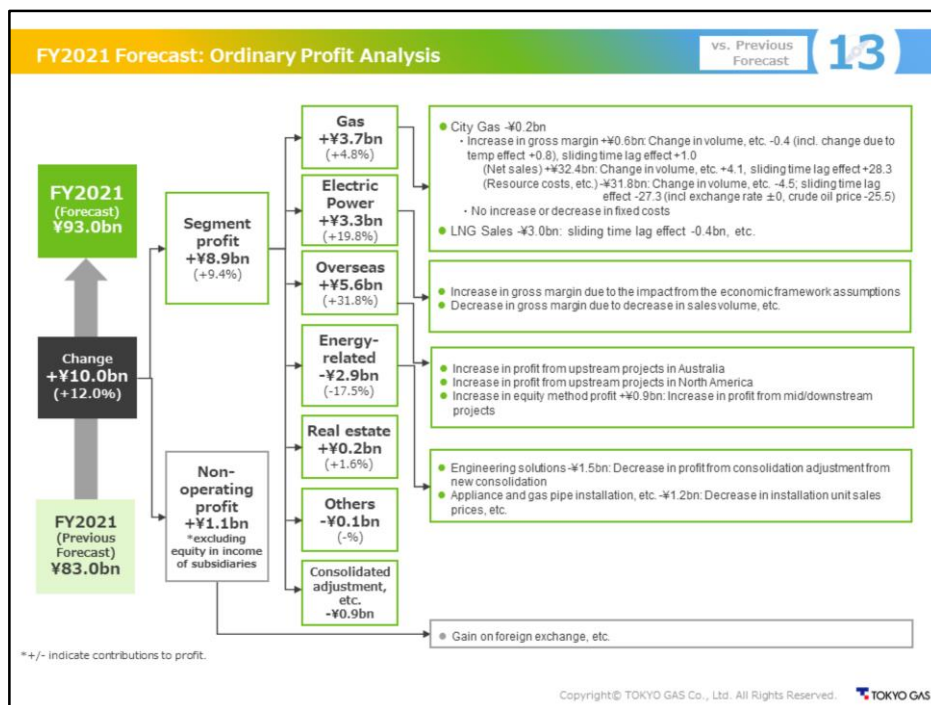 FY2021 Forecast: Ordinary Profit Analysis
vs. Previous
Forecast
13
FY2021
(Forecast)
¥93.0bn
Change
+¥10.0bn
(+12.0%)
FY2021
(Previous
Forecast)
¥83.0bn
Segment
profit
+¥8.9bn
(+9.4%)
Non-
operating
profit
+¥1.1bn
*excluding
equity in income
of subsidiaries
Gas
+¥3.7bn
(+4.8%)
Electric
Power
+¥3.3bn
(+19.8%)
Overseas
+¥5.6bn
(+31.8%)
Energy-
related
-¥2.9bn
(-17.5%)
Real estate
+¥0.2bn
(+1.6%)
Others
-¥0.1bn
(-%)
Consolidated
adjustment,
etc.
-¥0.9bn
● City Gas -¥0.2bn
・Increase in gross margin +¥0.6bn: Change in volume, etc. -0.4 (incl. change due to
temp effect +0.8), sliding time lag effect +1.0
(Net sales) +¥32.4bn: Change in volume, etc. +4.1, sliding time lag effect +28.3
(Resource costs, etc.) -¥31.8bn: Change in volume, etc. -4.5; sliding time lag
effect -27.3 (incl exchange rate ±0, crude oil price -25.5)
・No increase or decrease in fixed costs
● LNG Sales -¥3.0bn: sliding time lag effect -0.4bn, etc.
● Increase in gross margin due to the impact from the economic framework assumptions
● Decrease in gross margin due to decrease in sales volume, etc.
● Increase in profit from upstream projects in Australia
● Increase in profit from upstream projects in North America
● Increase in equity method profit +¥0.9bn: Increase in profit from mid/downstream
projects
● Engineering solutions -¥1.5bn: Decrease in profit from consolidation adjustment from
new consolidation
● Appliance and gas pipe installation, etc. -¥1.2bn: Decrease in installation unit sales
prices, etc.
● Gain on foreign exchange, etc.
*+/- indicate contributions to profit.
Copyright© TOKYO GAS Co., Ltd. All Rights Reserved.
TOKYO GAS